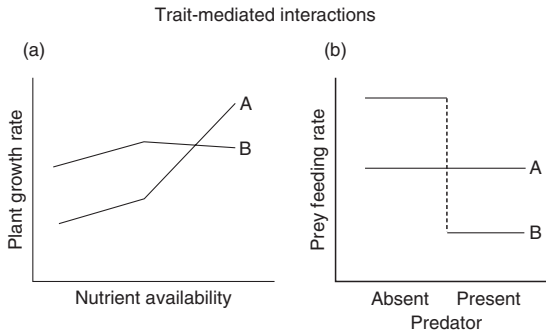 Trait-mediated interactions
(a)
Plant growth rate
A
B
Nutrient availability
(b)
Prey feeding rate
A
B
Absent Present
Predator